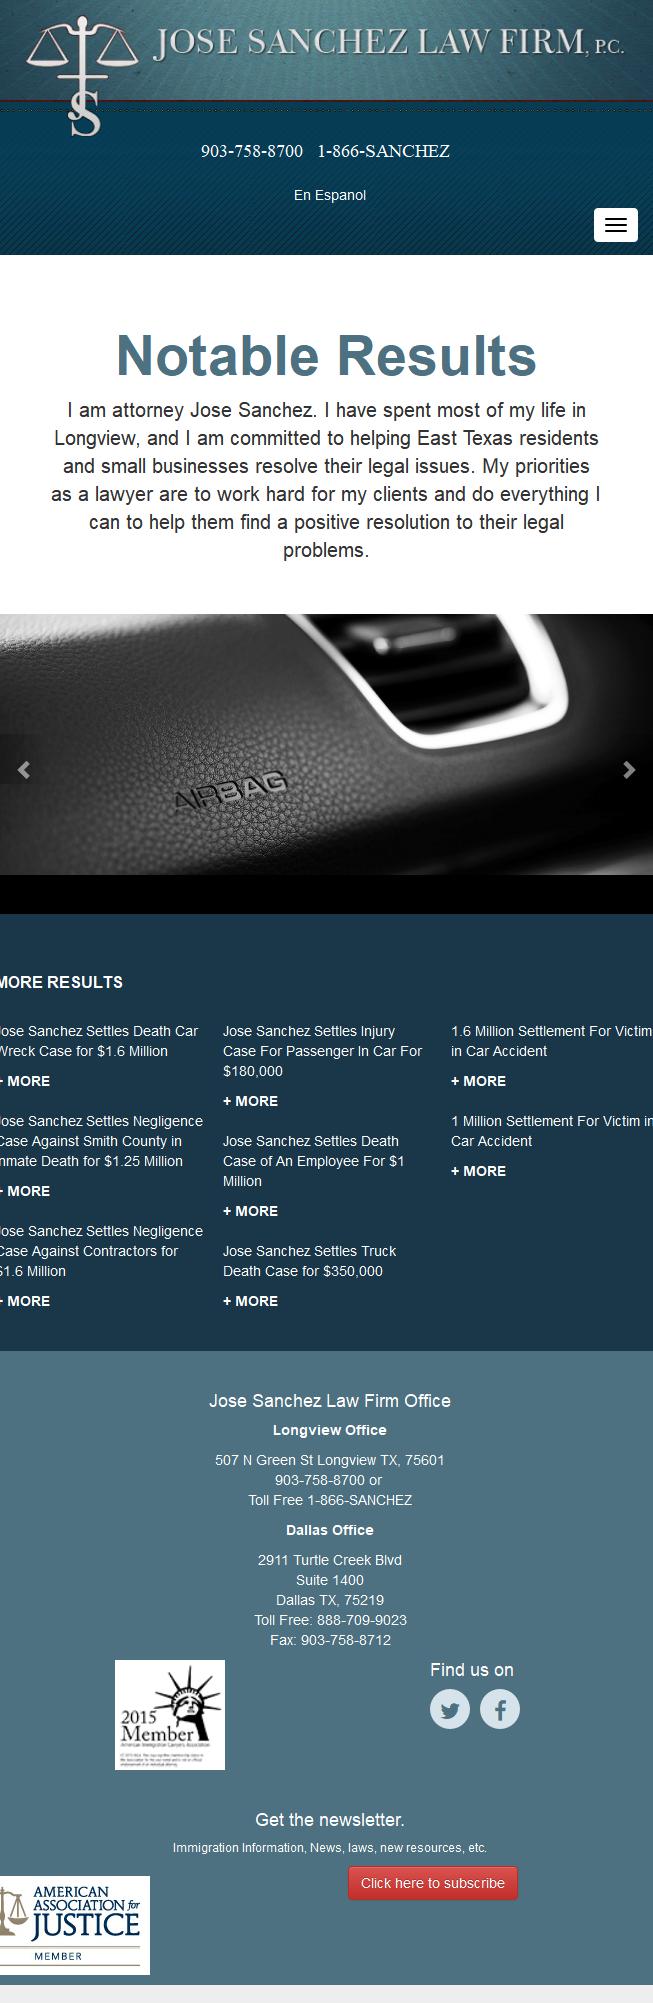 JOSE SANCHEZ LAW FIRM, P.C.
JS
903-758-8700 1-866-SANCHEZ
En Espanol
Notable Results
I am attorney Jose Sanchez. I have spent most of my life in
Longview, and I am committed to helping East Texas residents
and small businesses resolve their legal issues. My priorities
as a lawyer are to work hard for my clients and do everything I
can to help them find a positive resolution to their legal
problems.
AIRBAG
MORE RESULTS
Jose Sanchez Settles Death Car
Wreck Case for $1.6 Million
+ MORE
Jose Sanchez Settles Negligence
Case Against Smith County in
Inmate Death for $1.25 Million
+ MORE
Jose Sanchez Settles Negligence
Case Against Contractors for
$1.6 Million
+ MORE
Jose Sanchez Settles Injury
Case For Passenger In Car For
$180,000
+ MORE
Jose Sanchez Settles Death
Case of An Employee For $1
Million
+ MORE
Jose Sanchez Settles Truck
Death Case for $350,000
+ MORE
1.6 Million Settlement For Victim
in Car Accident
+ MORE
1 Million Settlement For Victim in
Car Accident
+ MORE
Jose Sanchez Law Firm Office
Longview Office
507 N Green St Longview TX, 75601
903-758-8700 or
Toll Free 1-866-SANCHEZ
Dallas Office
2911 Turtle Creek Blvd
Suite 1400
Dallas TX, 75219
Toll Free: 888-709-9023
Fax: 903-758-8712
2015
Member
American Immigration Lawyers Association
Find us on
Get the newsletter.
Immigration Information, News, laws, new resources, etc.
Click here to subscribe
AMERICAN
ASSOCIATION for
JUSTICE
MEMBER